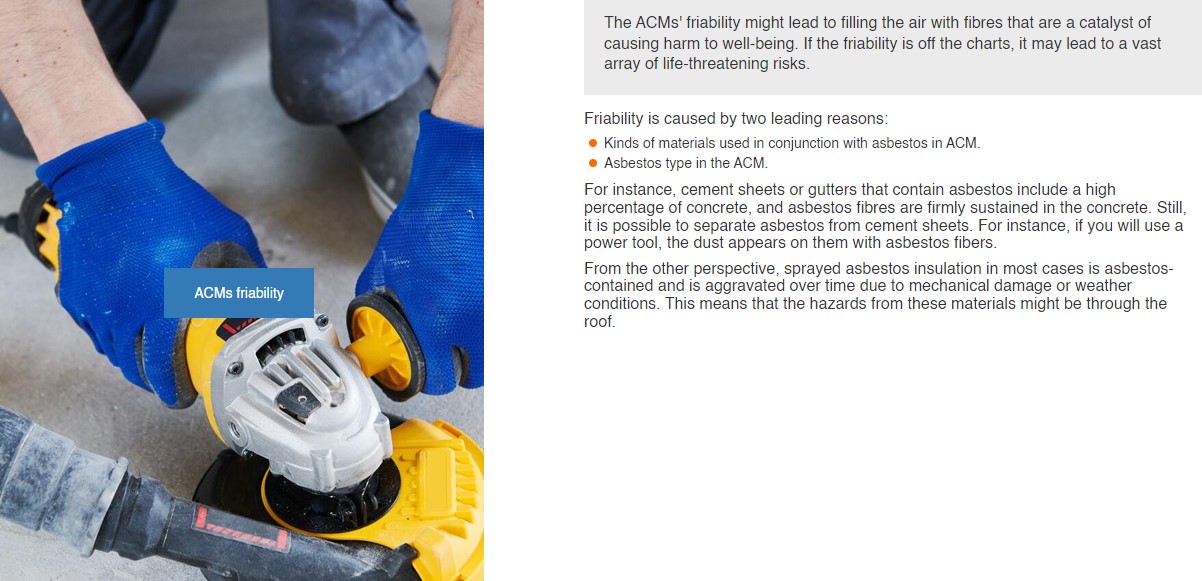 The ACMs' friability might lead to filling the air with fibres that are a catalyst of
causing harm to well-being. If the friability is off the charts, it may lead to a vast
array of life-threatening risks.
Friability is caused by two leading reasons:
Kinds of materials used in conjunction with asbestos in ACM.
Asbestos type in the ACM.
For instance, cement sheets or gutters that contain asbestos include a high
percentage of concrete, and asbestos fibres are firmly sustained in the concrete. Still,
it is possible to separate asbestos from cement sheets. For instance, if you will use a
power tool, the dust appears on them with asbestos fibers.
From the other perspective, sprayed asbestos insulation in most cases is asbestos-
contained and is aggravated over time due to mechanical damage or weather
conditions. This means that the hazards from these materials might be through the
roof.
ACMs friability